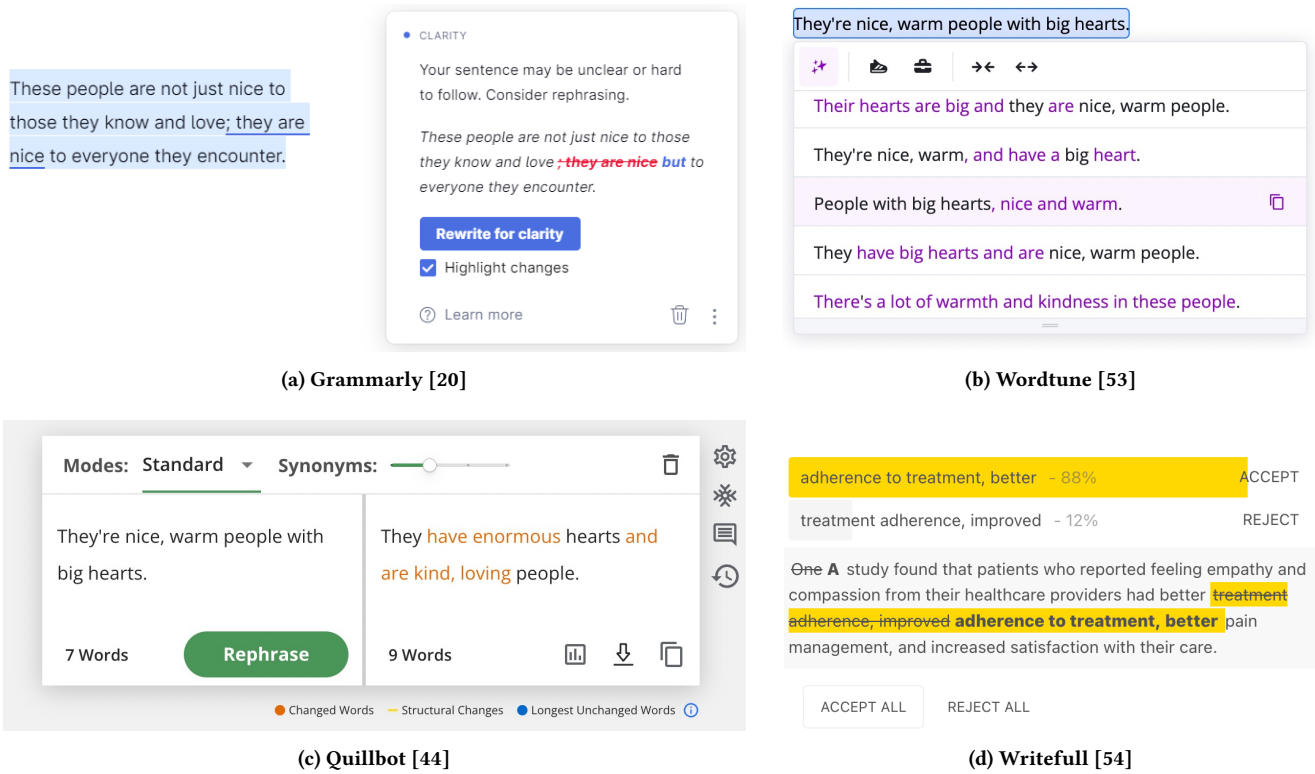 These people are not just nice to
those they know and love; they are
nice to everyone they encounter.
CLARITY
Your sentence may be unclear or hard
to follow. Consider rephrasing.
These people are not just nice to those
they know and love ; they are nice but to
everyone they encounter.
Rewrite for clarity
Highlight changes
Learn more
(a) Grammarly [20]
They're nice, warm people with big hearts.
Their hearts are big and they are nice, warm people.
They're nice, warm, and have a big heart.
People with big hearts, nice and warm.
They have big hearts and are nice, warm people.
There's a lot of warmth and kindness in these people.
(b) Wordtune [53]
Modes: Standard Synonyms:
They're nice, warm people with
big hearts.
7 Words
Rephrase
They have enormous hearts and
are kind, loving people.
9 Words
Changed Words Structural Changes Longest Unchanged Words
(c) Quillbot [44]
adherence to treatment, better - 88% ACCEPT
treatment adherence, improved - 12% REJECT
One A study found that patients who reported feeling empathy and
compassion from their healthcare providers had better treatment
adherence, improved adherence to treatment, better pain
management, and increased satisfaction with their care.
ACCEPT ALL REJECT ALL
(d) Writefull [54]